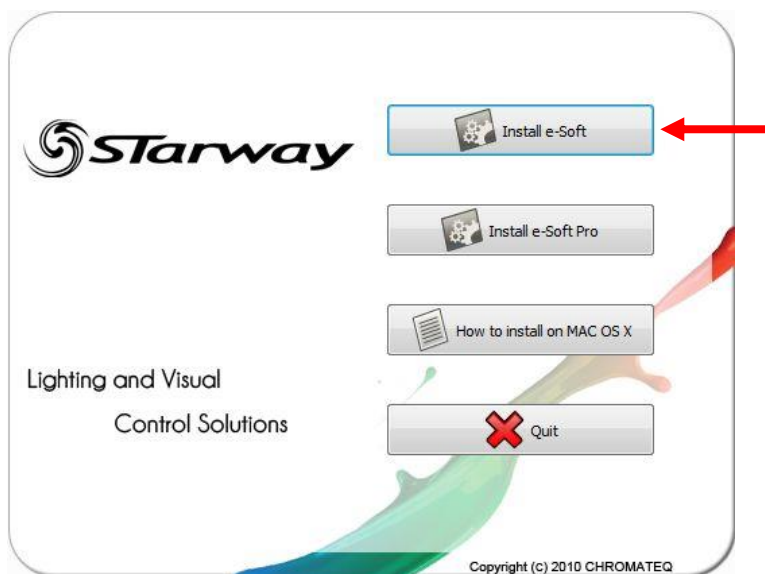 Starway
Install e-Soft
Install e-Soft Pro
How to install on MAC OS X
Lighting and Visual
Control Solutions
Quit
Copyright (c) 2010 CHROMATEQ